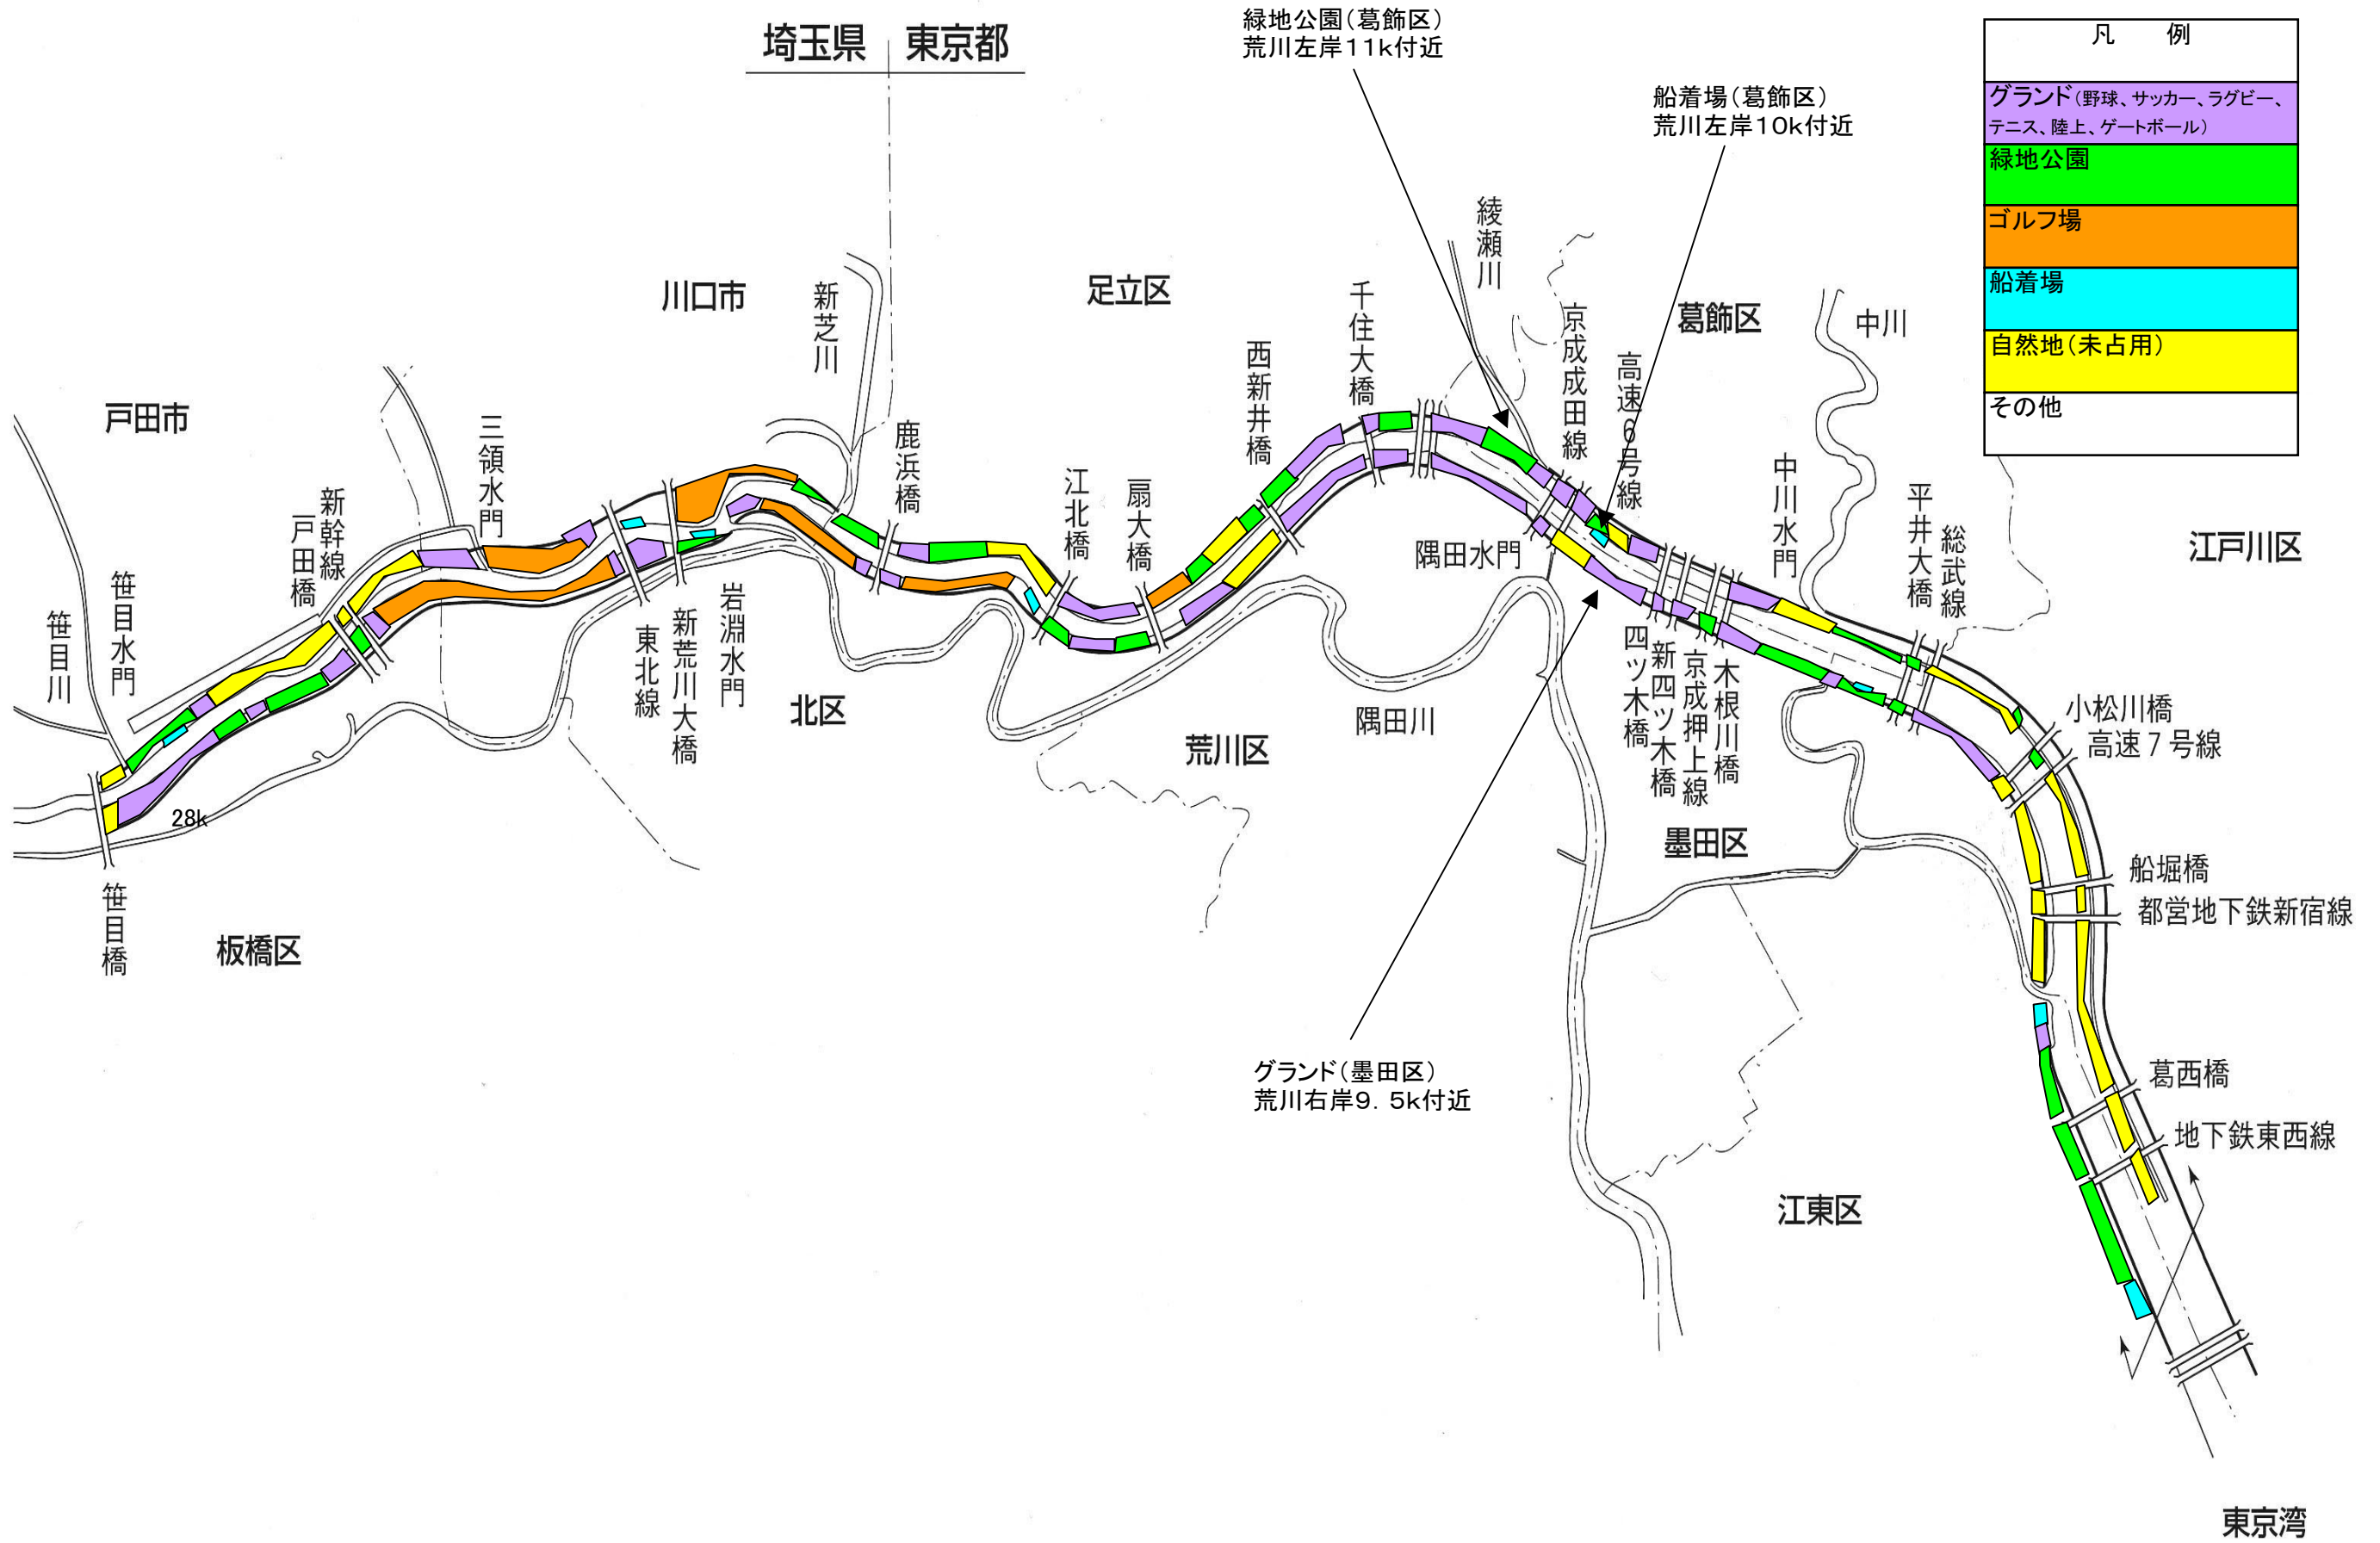 埼玉県
東京都
緑地公園(葛飾区)
荒川左岸11k付近
船着場(葛飾区)
荒川左岸10k付近
凡 例
グランド(野球、サッカー、ラグビー、
テニス、陸上、ゲートボール)
緑地公園
ゴルフ場
船着場
自然地(未占用)
その他
綾瀬川
川口市
新芝川
足立区
千住大橋
西新井橋
京成成田線
高速6号線
葛飾区
中川
戸田市
三領水門
鹿浜橋
江北橋
扇大橋
新幹線
戸田橋
中川水門
平井大橋
総武線
江戸川区
隅田水門
笹目水門
笹目川
岩淵水門
新荒川大橋
東北線
北区
荒川区
隅田川
四ツ木橋
新四ツ木橋
京成押上線
木根川橋
小松川橋
高速7号線
28k
墨田区
船堀橋
都営地下鉄新宿線
笹目橋
板橋区
グランド(墨田区)
荒川右岸9.5k付近
葛西橋
地下鉄東西線
江東区
東京湾